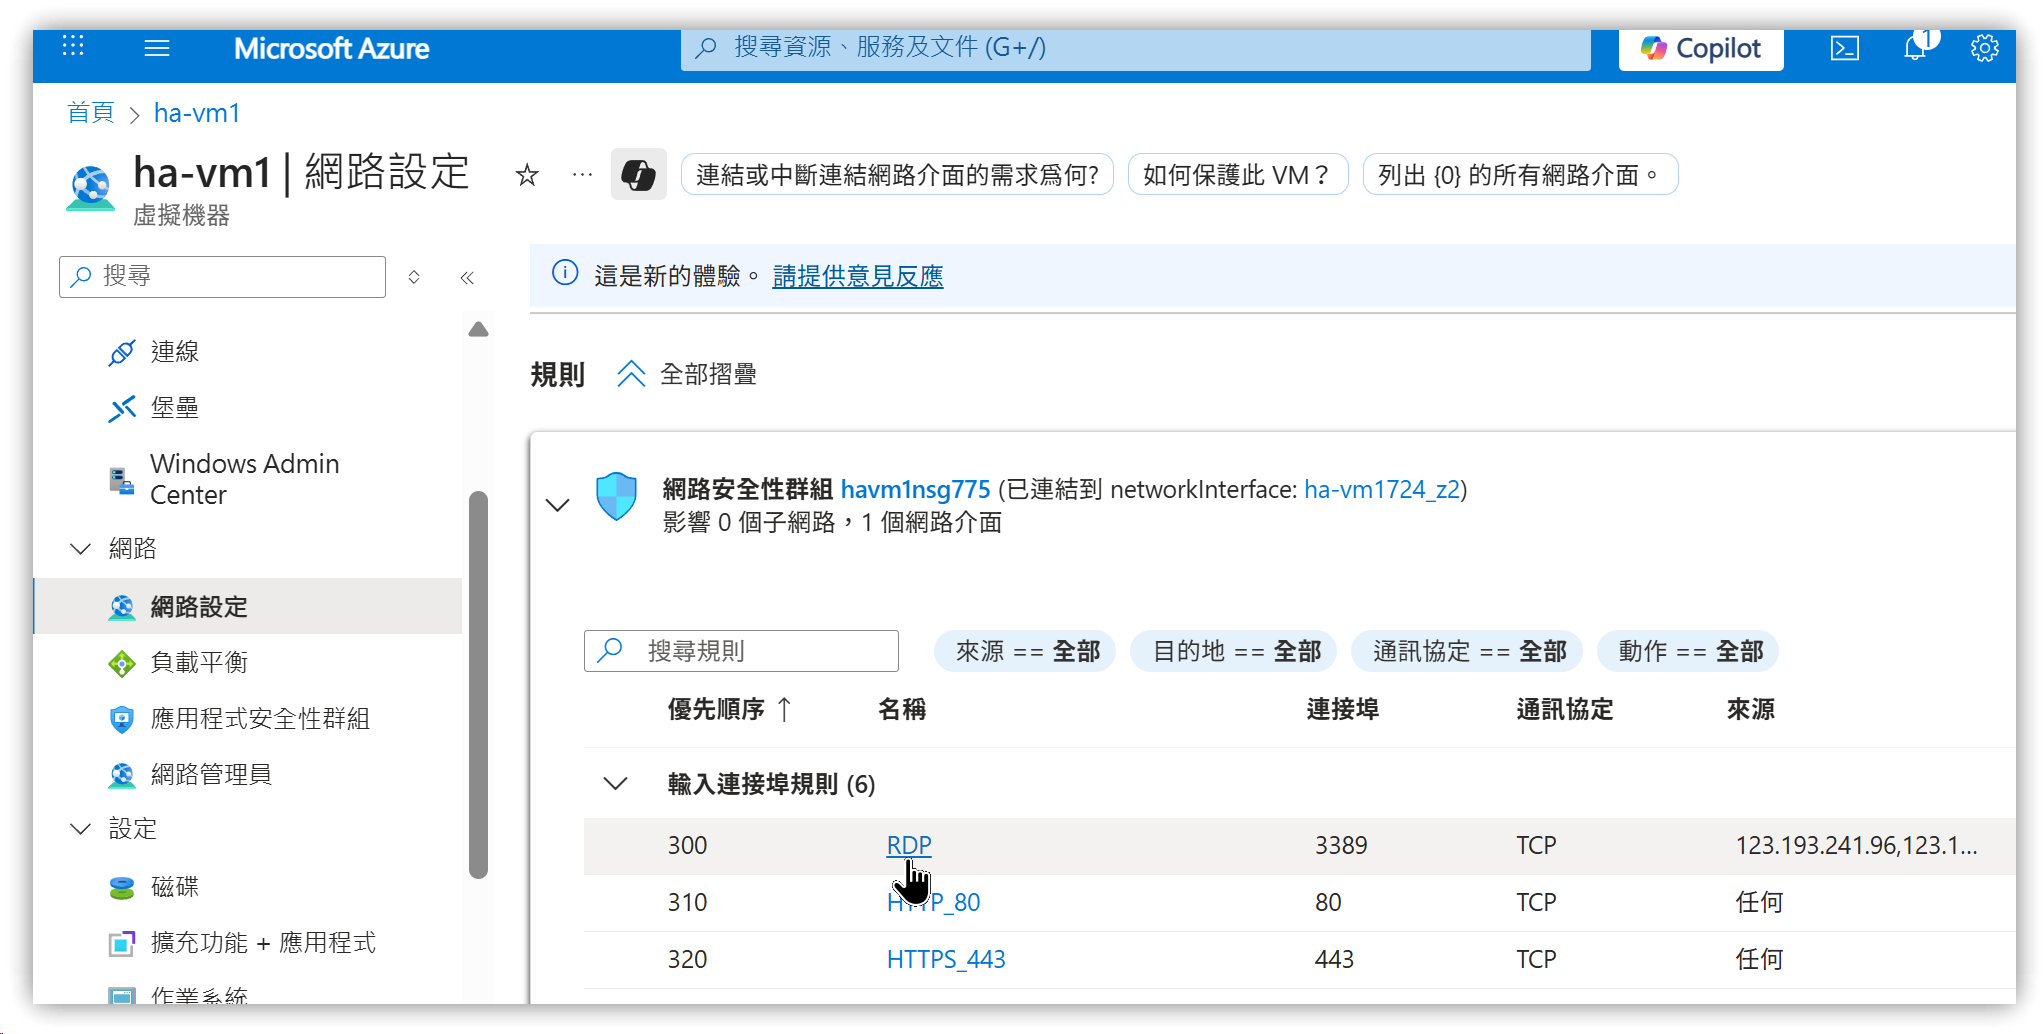 Microsoft Azure
搜尋資源、服務及文件 (G+/)
Copilot
1
首頁 > ha-vm1
ha-vm1 | 網路設定
虛擬機器
連結或中斷連結網路介面的需求為何?
如何保護此 VM？
列出 {0} 的所有網路介面。
搜尋
連線
堡壘
Windows Admin
Center
網路
網路設定
負載平衡
應用程式安全性群組
網路管理員
設定
磁碟
擴充功能 + 應用程式
作業系統
這是新的體驗。 請提供意見反應
規則 全部摺疊
網路安全性群組 havm1nsg775 (已連結到 networkInterface: ha-vm1724_z2)
影響 0 個子網路，1 個網路介面
搜尋規則
來源 == 全部
目的地 == 全部
通訊協定 == 全部
動作 == 全部
優先順序 ↑ 名稱 連接埠 通訊協定 來源
輸入連接埠規則 (6)
300 RDP 3389 TCP 123.193.241.96,123.1...
310 HTTP_80 80 TCP 任何
320 HTTPS_443 443 TCP 任何